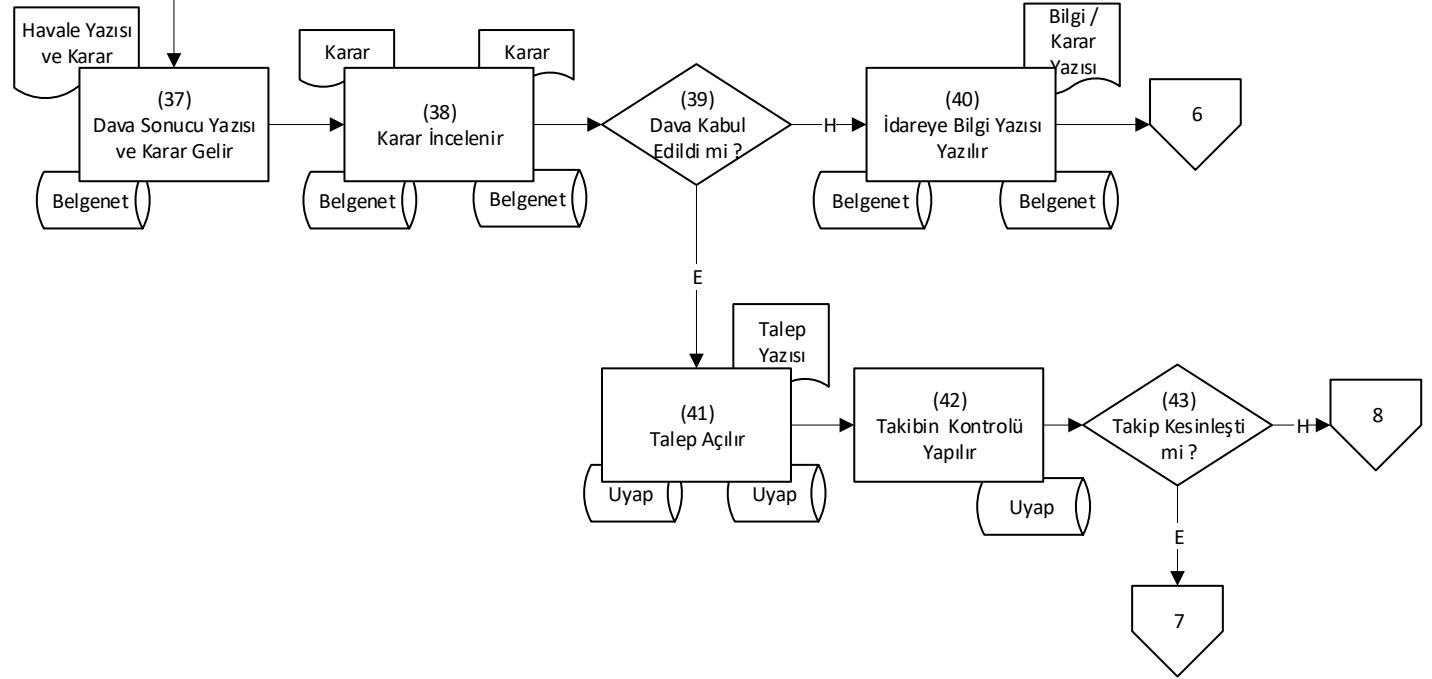 Havale Yazısı
ve Karar
(37)
Dava Sonucu Yazısı
ve Karar Gelir
Belgenet
Karar
Karar
(38)
Karar İncelenir
Belgenet
Belgenet
(39)
Dava Kabul
Edildi mi ?
H
Bilgi /
Karar
Yazısı
(40)
İdareye Bilgi Yazısı
Yazılır
Belgenet
Belgenet
6
E
Talep
Yazısı
(41)
Talep Açılır
Uyap
Uyap
(42)
Takibin Kontrolü
Yapılır
Uyap
(43)
Takip Kesinleşti
mi ?
H
8
E
7